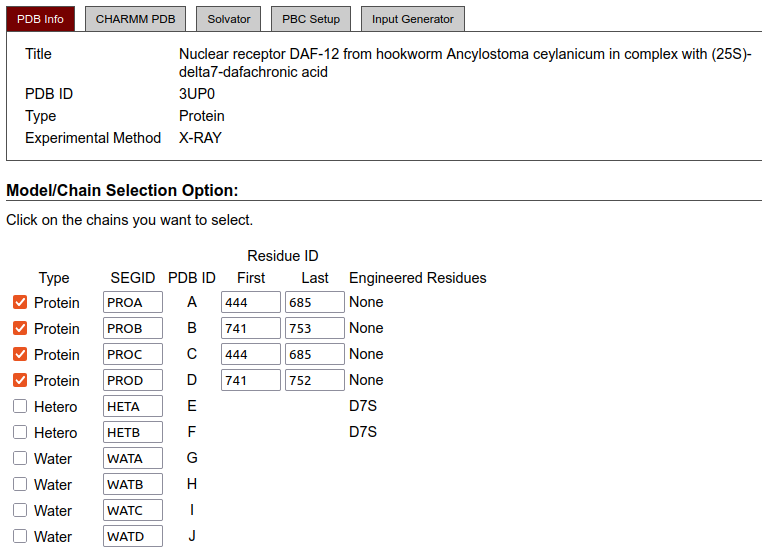 PDB Info CHARMM PDB Solvator PBC Setup Input Generator
Title Nuclear receptor DAF-12 from hookworm Ancylostoma ceylanicum in complex with (25S)-
delta7-dafachronic acid
PDB ID 3UP0
Type Protein
Experimental Method X-RAY
Model/Chain Selection Option:
Click on the chains you want to select.
Residue ID
Type SEGID PDB ID First Last Engineered Residues
Protein PROA A 444 685 None
Protein PROB B 741 753 None
Protein PROC C 444 685 None
Protein PROD D 741 752 None
Hetero HETA E D7S
Hetero HETB F D7S
Water WATA G
Water WATB H
Water WATC I
Water WATD J